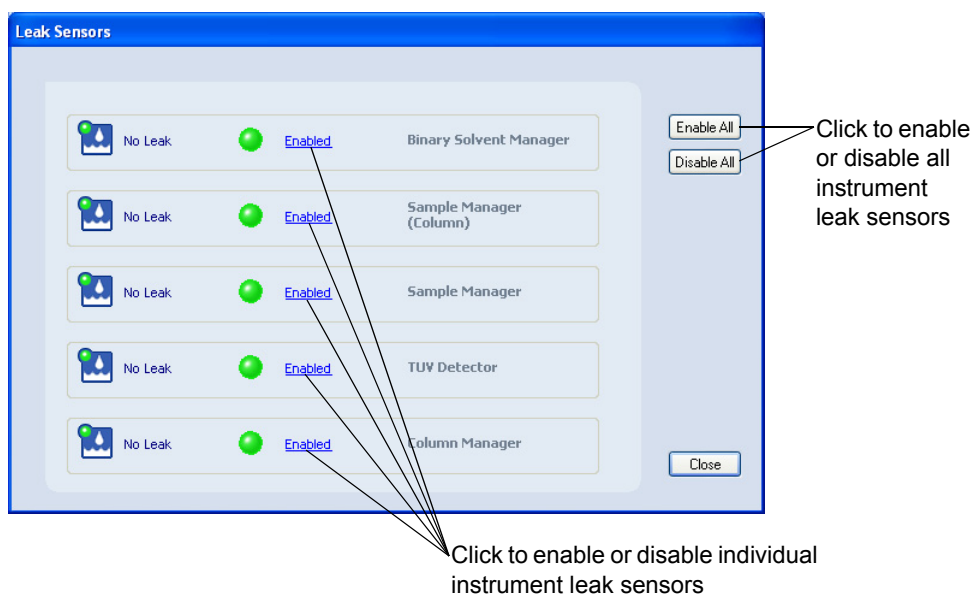 Leak Sensors
No Leak Enabled Binary Solvent Manager
No Leak Enabled Sample Manager
(Column)
No Leak Enabled Sample Manager
No Leak Enabled TUV Detector
No Leak Enabled Column Manager
Enable All
Disable All
Close
Click to enable
or disable all
instrument
leak sensors
Click to enable or disable individual
instrument leak sensors